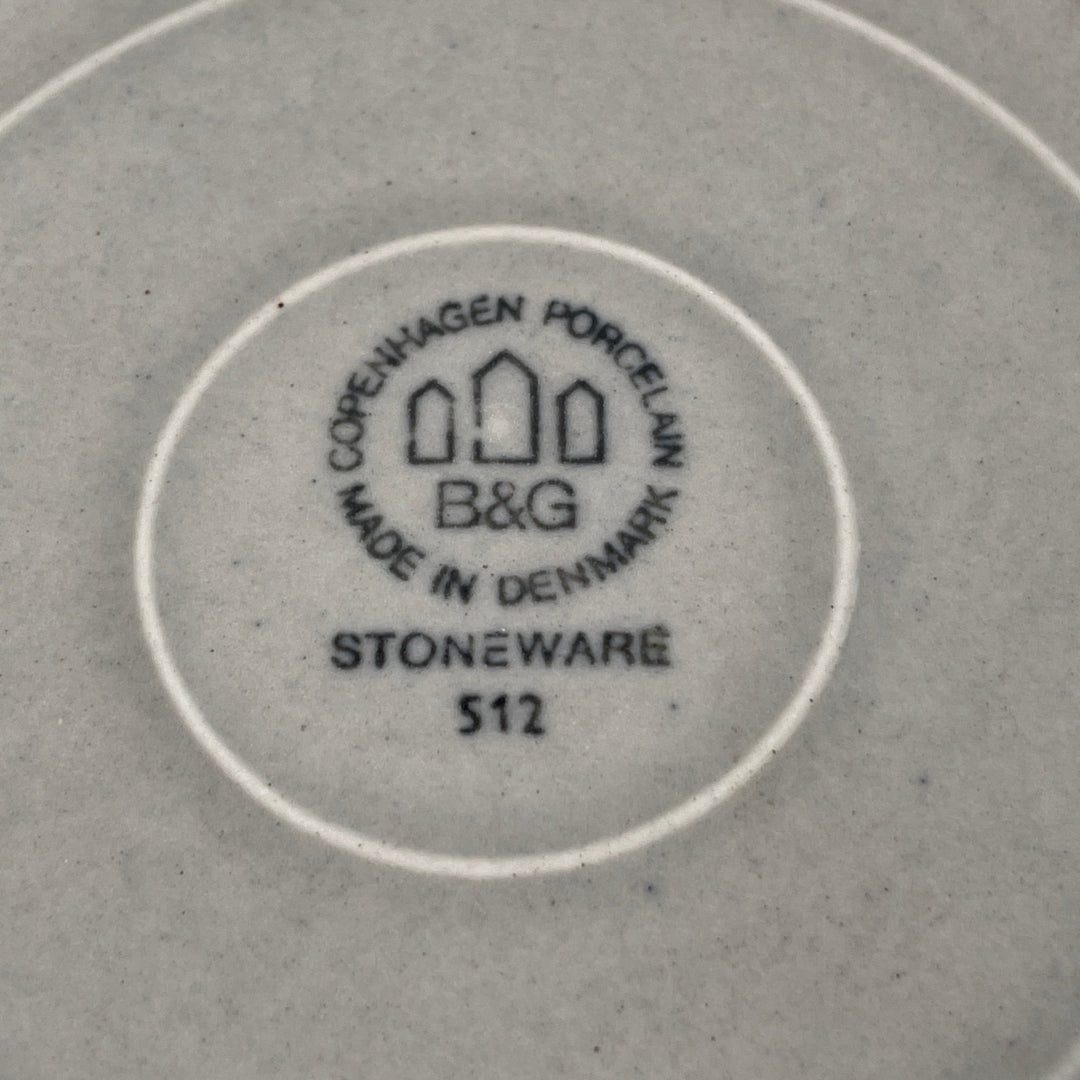 COPENHAGEN PORCELAIN
B&G
MADE IN DENMARK
STONEWARE
512